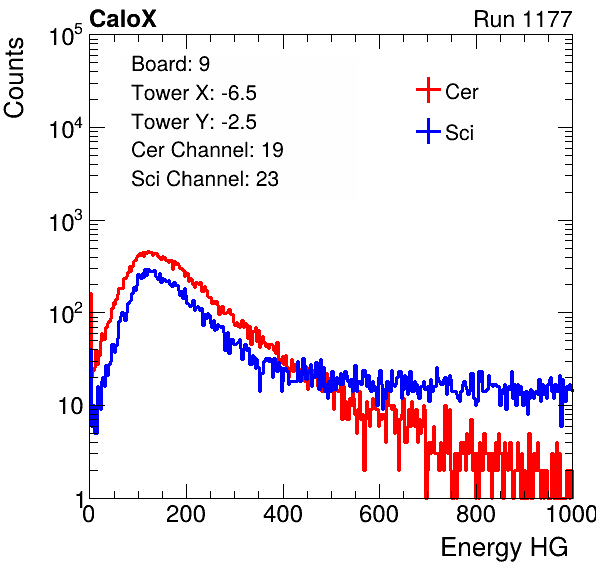 CaloX Run 1177
Counts
Board: 9
Tower X: -6.5
Tower Y: -2.5
Cer Channel: 19
Sci Channel: 23
Cer
Sci
10^5
10^4
10^3
10^2
10
1
0 200 400 600 800 1000
Energy HG